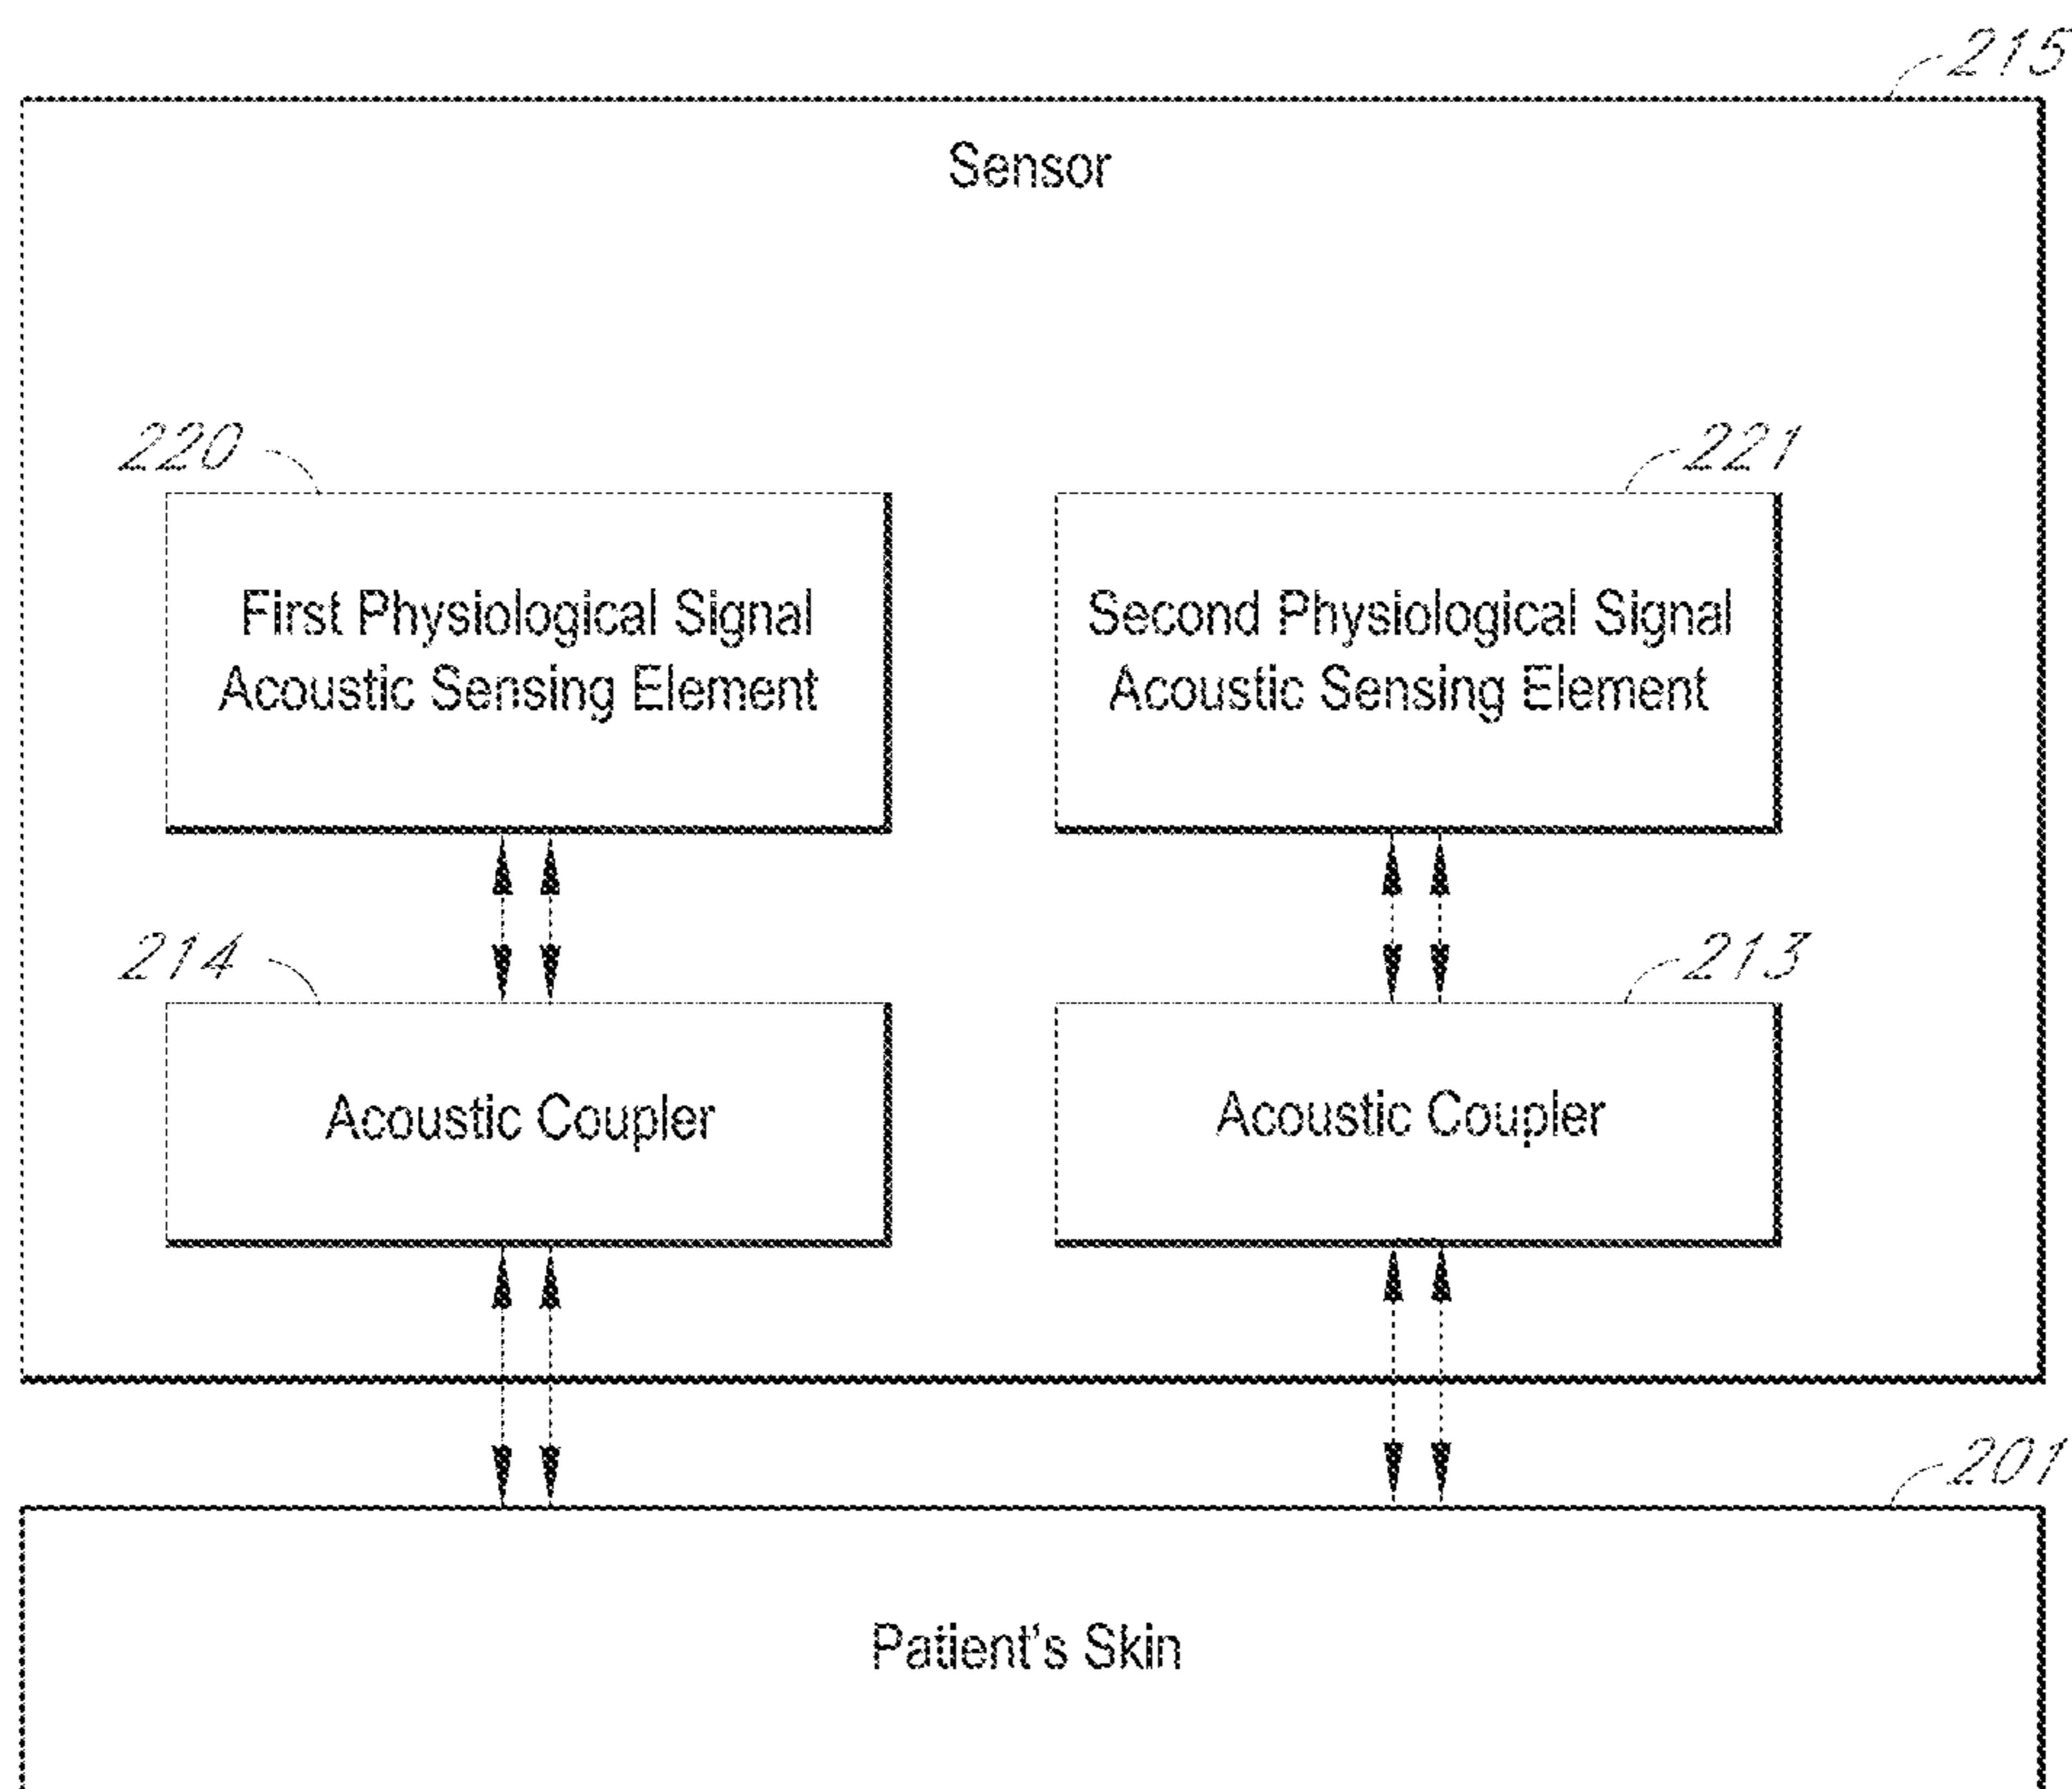 215
Sensor
220
221
First Physiological Signal
Acoustic Sensing Element
Second Physiological Signal
Acoustic Sensing Element
214
213
Acoustic Coupler
Acoustic Coupler
201
Patient's Skin